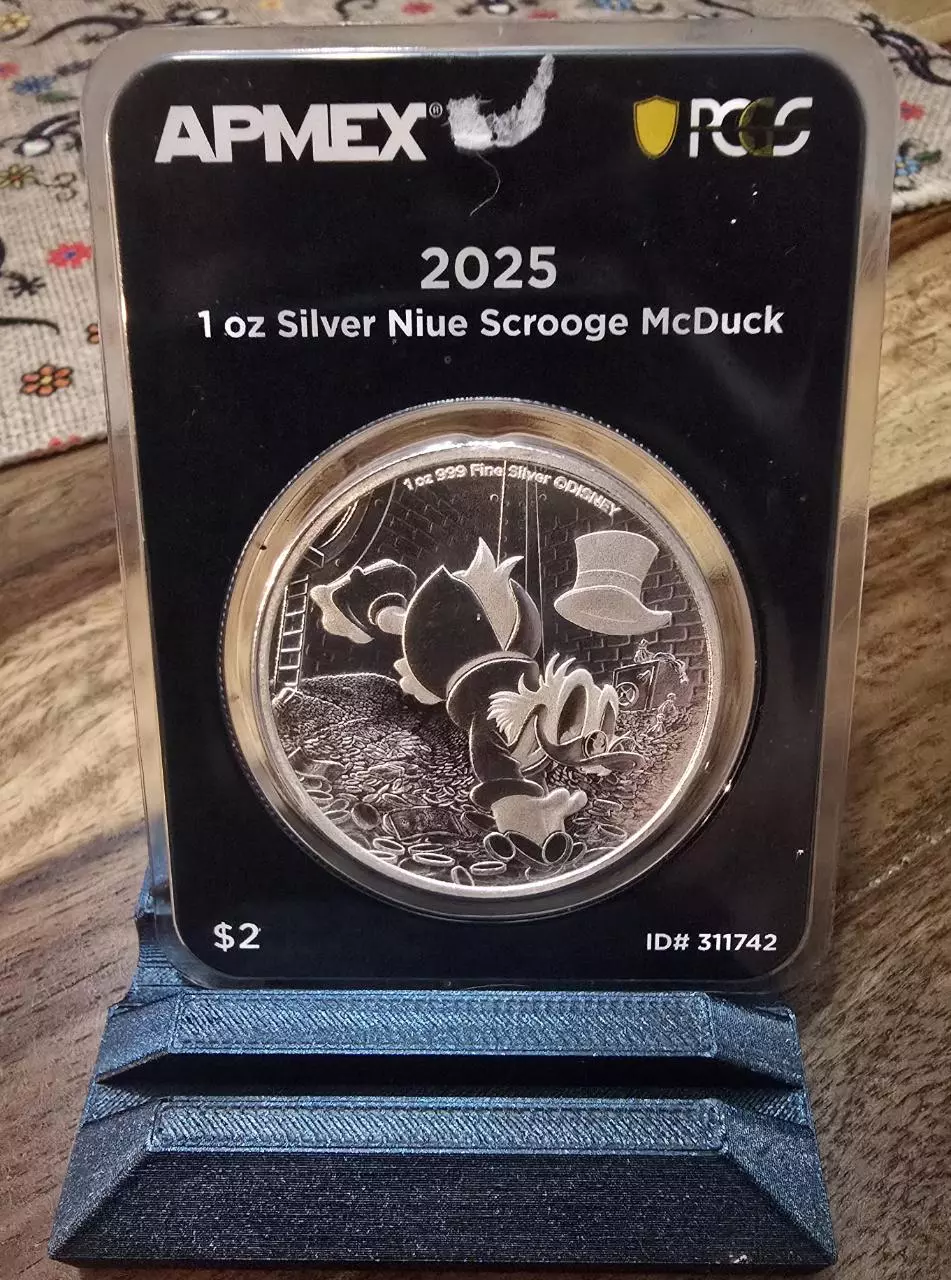 APMEX®
PCGS
2025
1 oz Silver Niue Scrooge McDuck
1 oz 999 Fine Silver ©DISNEY
$2
ID# 311742